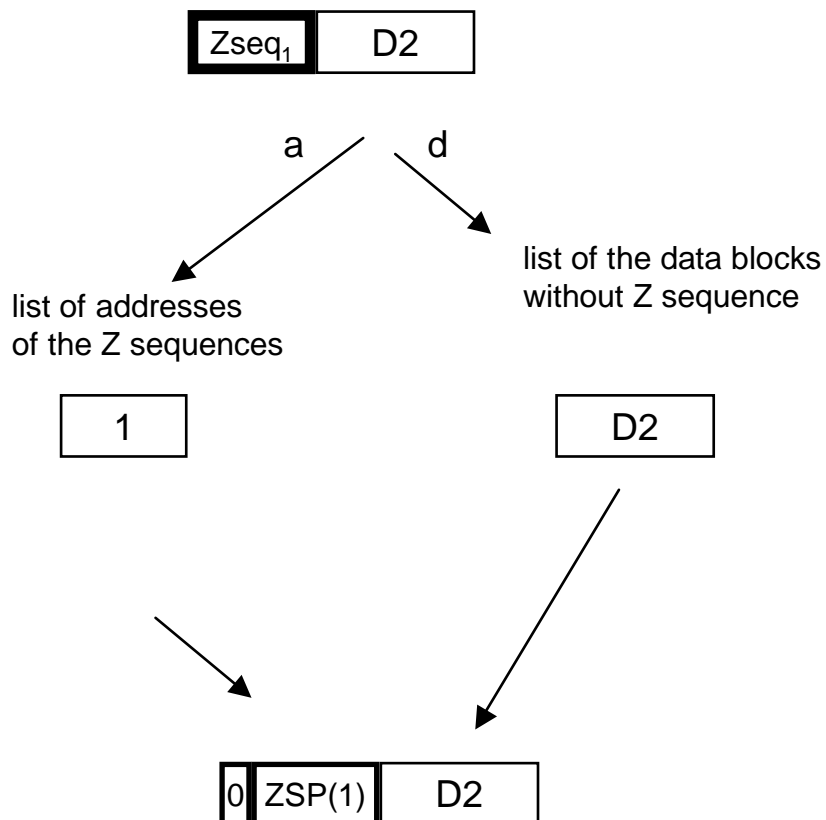 Zseq₁ D2
a d
list of the data blocks
without Z sequence
list of addresses
of the Z sequences
1 D2
0 ZSP(1) D2